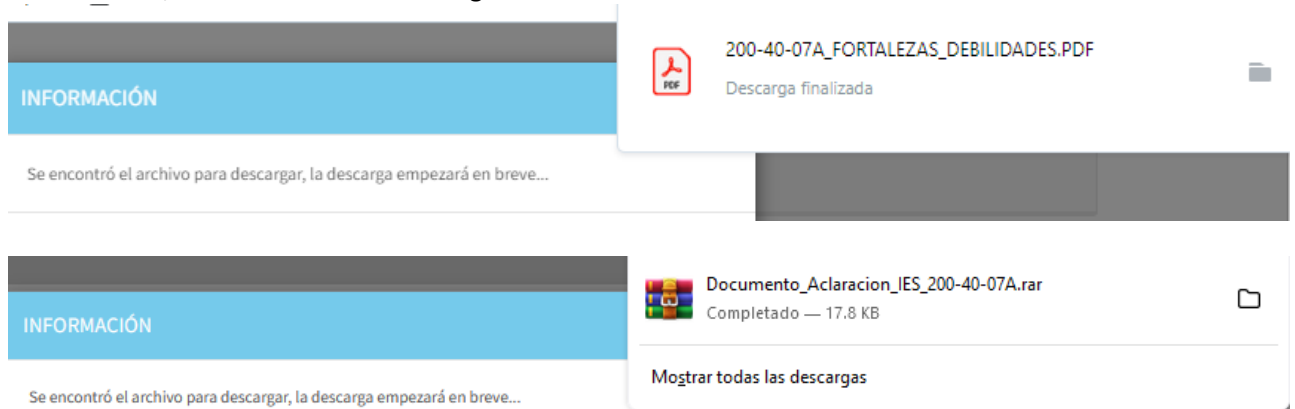 200-40-07A_FORTALEZAS_DEBILIDADES.PDF
PDF
Descarga finalizada
INFORMACIÓN
Se encontró el archivo para descargar, la descarga empezará en breve...
Documento_Aclaracion_IES_200-40-07A.rar
Completado — 17.8 KB
INFORMACIÓN
Mostrar todas las descargas
Se encontró el archivo para descargar, la descarga empezará en breve...